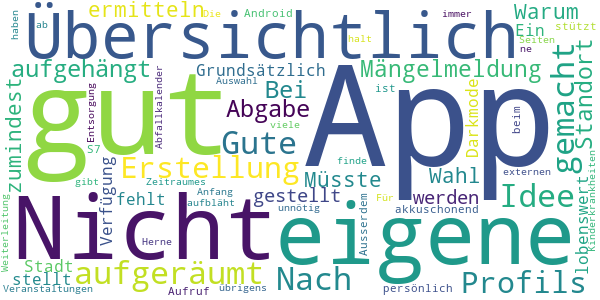 ermitteln Die Android haben ab immer Warum stützt
Übersichtlich
Ein Seiten ne halt
aufgehängt Grundsätzlich Mängelmeldung
gut App
Entsorgung Abfallkalender Auswahl ist
zumindest Bei Abgabe viele Darkmode beim gemacht Standort
S7 Gute finde externen
Erstellung Müsste Wahl
gibt Zeitraumes Für Idee
Verfügung fehlt Anfang aufbläht gestellt werden
unnötig akkuschonend lobenswert kinderkrankheiten
Nicht eigene
Weiterleitung Stadt Herne Ausserdem
stellt aufgeräumt Nach Profils
Veranstaltungen Aufruf übrigens persönlich